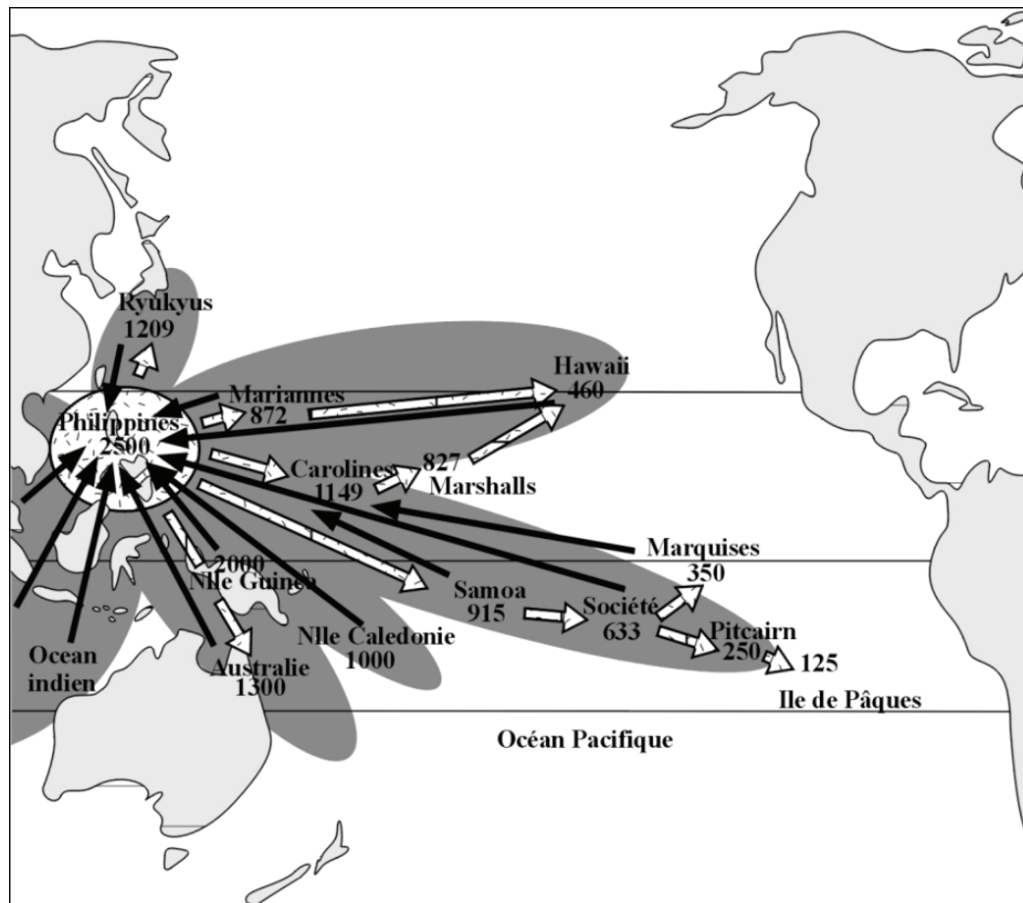 Ryukyus
1209
Hawaii
460
Mariannes
872
Philippines
2500
Carolines
1149
827
Marshalls
Marquises
350
2000
Nlle Guinea
Samoa
915
Société
633
Pitcairn
250
125
Nlle Caledonie
1000
Ocean
indien
Australie
1300
Ile de Pâques
Océan Pacifique